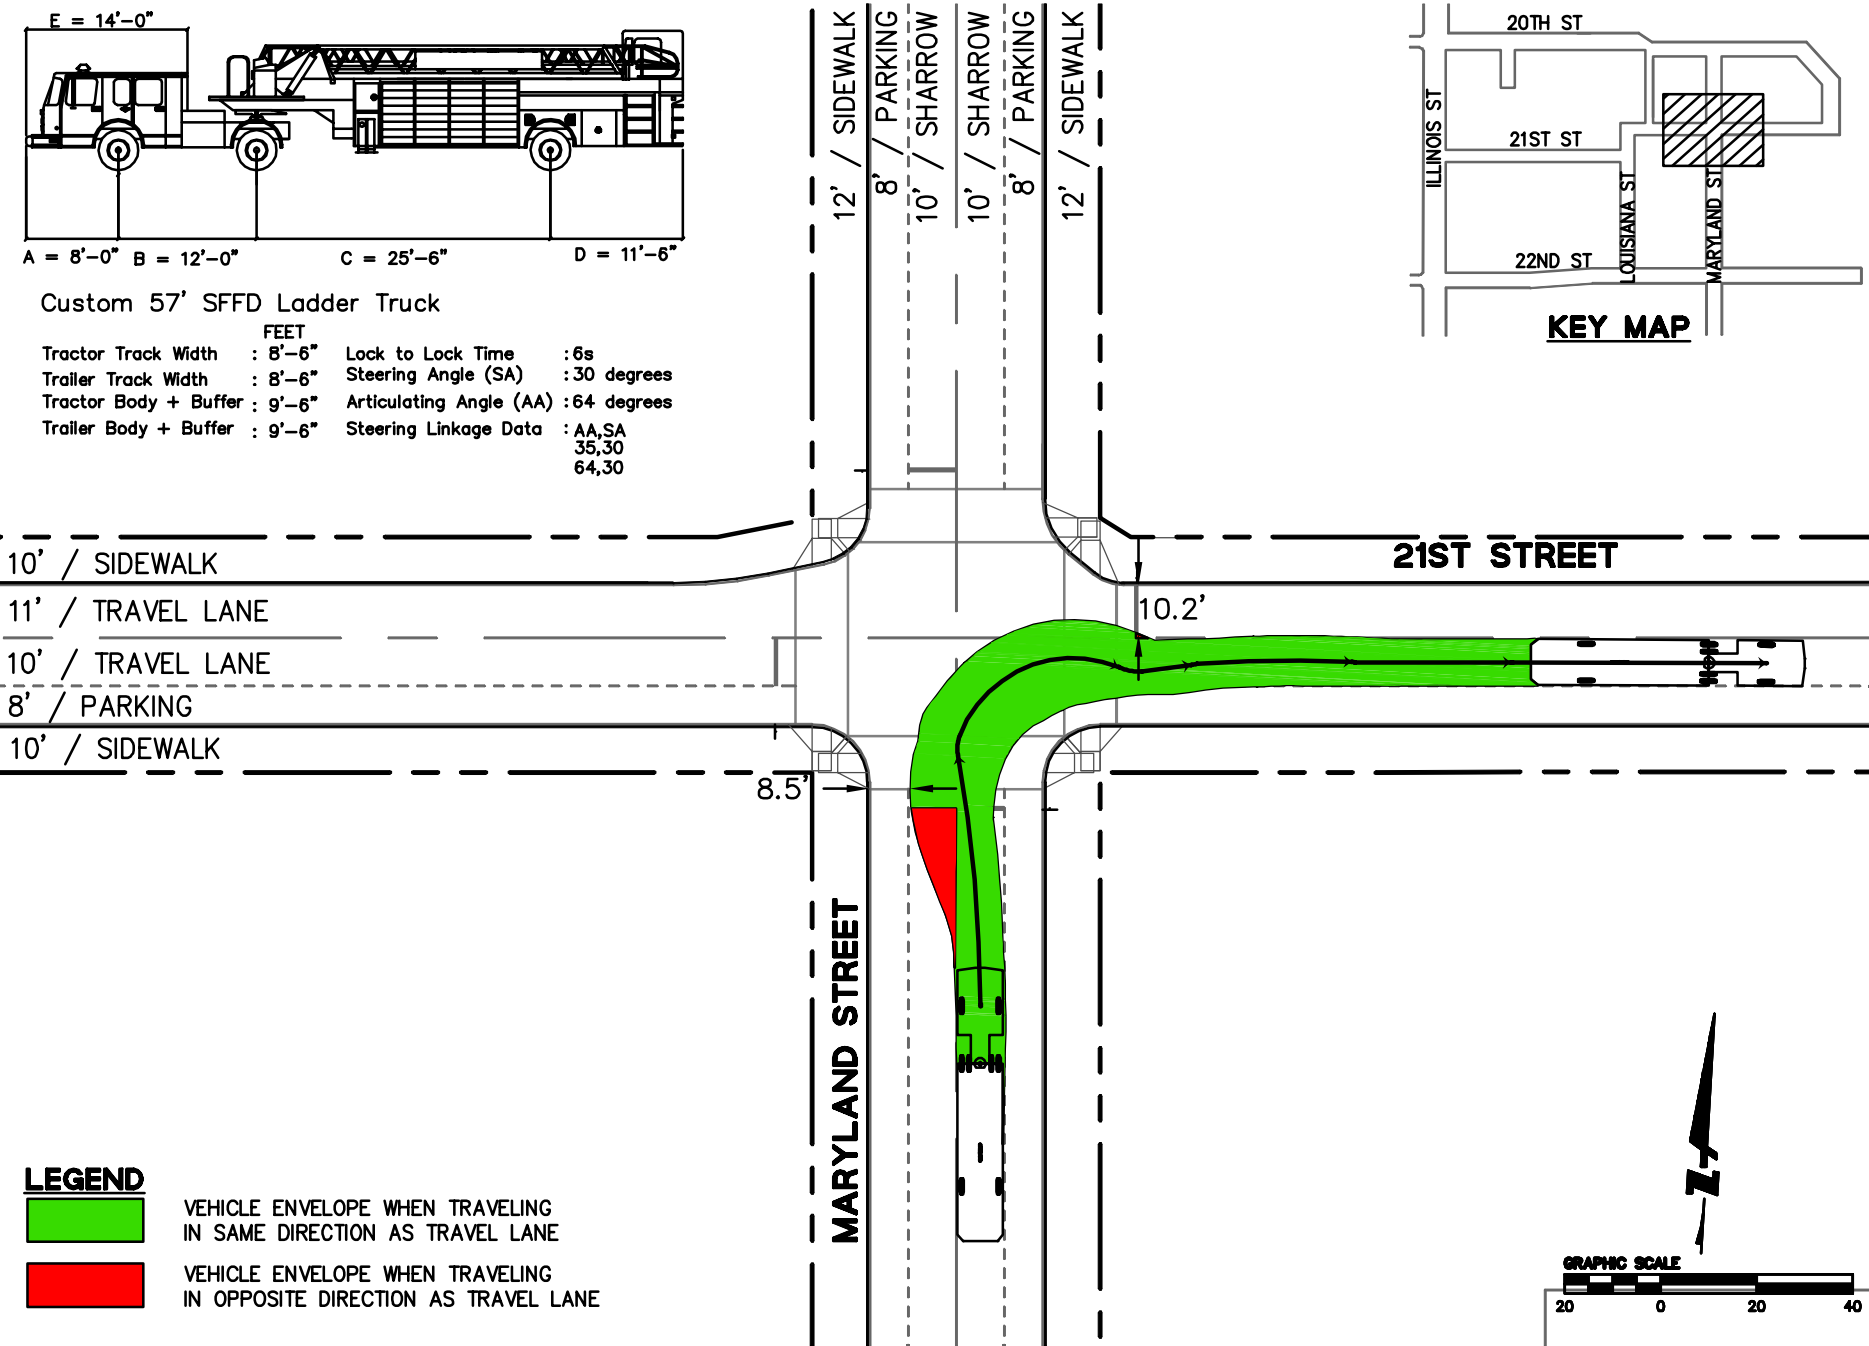 E = 14'-0"
A = 8'-0" B = 12'-0" C = 25'-6" D = 11'-6"
Custom 57' SFFD Ladder Truck
FEET
Tractor Track Width : 8'-6" Lock to Lock Time : 6s
Trailer Track Width : 8'-6" Steering Angle (SA) : 30 degrees
Tractor Body + Buffer : 9'-6" Articulating Angle (AA) : 64 degrees
Trailer Body + Buffer : 9'-6" Steering Linkage Data : AA,SA
35,30
64,30
12' / SIDEWALK
8' / PARKING
10' / SHARROW
10' / SHARROW
8' / PARKING
12' / SIDEWALK
20TH ST
ILLINOIS ST
21ST ST
LOUISIANA ST
MARYLAND ST
22ND ST
KEY MAP
10' / SIDEWALK
11' / TRAVEL LANE
10' / TRAVEL LANE
8' / PARKING
10' / SIDEWALK
21ST STREET
10.2'
8.5'
MARYLAND STREET
LEGEND
VEHICLE ENVELOPE WHEN TRAVELING
IN SAME DIRECTION AS TRAVEL LANE
VEHICLE ENVELOPE WHEN TRAVELING
IN OPPOSITE DIRECTION AS TRAVEL LANE
Z
GRAPHIC SCALE
20 0 20 40